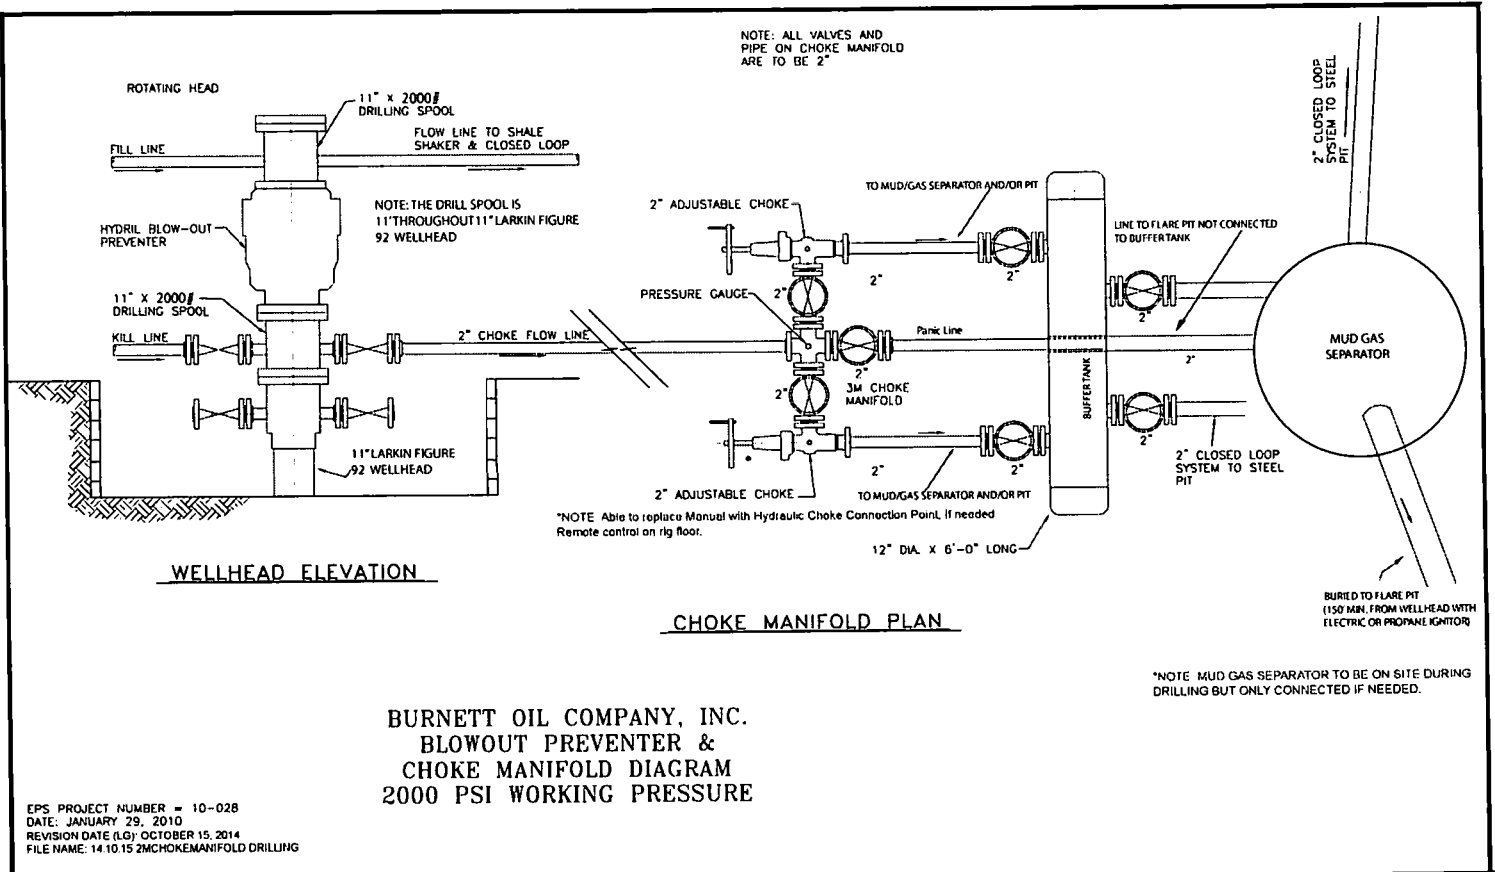 NOTE: ALL VALVES AND
PIPE ON CHOKE MANIFOLD
ARE TO BE 2"
ROTATING HEAD
11" X 2000#
DRILLING SPOOL
FILL LINE
FLOW LINE TO SHALE
SHAKER & CLOSED LOOP
NOTE: THE DRILL SPOOL IS
11'THROUGHOUT 11" LARKIN FIGURE
92 WELLHEAD
HYDRIL BLOW-OUT
PREVENTER
11" X 2000#
DRILLING SPOOL
KILL LINE
2" CHOKE FLOW LINE
11" LARKIN FIGURE
92 WELLHEAD
WELLHEAD ELEVATION
2" ADJUSTABLE CHOKE
TO MUD/GAS SEPARATOR AND/OR PIT
2"
2"
2"
PRESSURE GAUGE
Panic Line
2"
3M CHOKE
MANIFOLD
2"
2"
2"
2" ADJUSTABLE CHOKE
TO MUD/GAS SEPARATOR AND/OR PIT
*NOTE Able to replace Manual with Hydraulic Choke Connection Point, If needed
Remote control on rig floor.
12" DIA. X 6'-0" LONG
BUFFER TANK
CHOKE MANIFOLD PLAN
LINE TO FLARE PIT NOT CONNECTED
TO BUFFER TANK
2"
2"
2"
2" CLOSED LOOP
SYSTEM TO STEEL
PIT
2" CLOSED LOOP
SYSTEM TO STEEL
PIT
MUD GAS
SEPARATOR
BURIED TO FLARE PIT
(150' MIN. FROM WELLHEAD WITH
ELECTRIC OR PROPANE IGNITOR)
*NOTE MUD GAS SEPARATOR TO BE ON SITE DURING
DRILLING BUT ONLY CONNECTED IF NEEDED.
BURNETT OIL COMPANY, INC.
BLOWOUT PREVENTER &
CHOKE MANIFOLD DIAGRAM
2000 PSI WORKING PRESSURE
EPS PROJECT NUMBER = 10-028
DATE: JANUARY 29, 2010
REVISION DATE (LG): OCTOBER 15, 2014
FILE NAME: 14.10.15 2MCHOKEMANIFOLD DRILLING